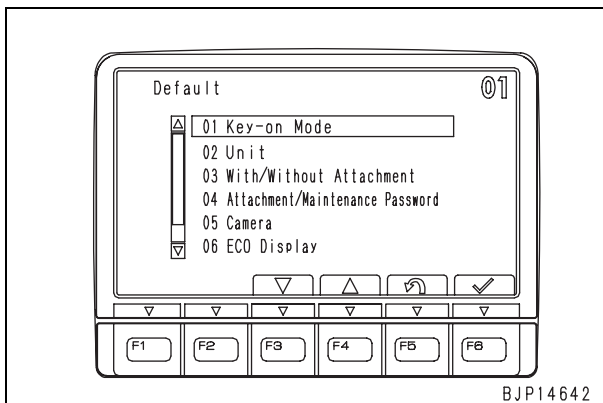 Default 01
01 Key-on Mode
02 Unit
03 With/Without Attachment
04 Attachment/Maintenance Password
05 Camera
06 ECO Display
F1 F2 F3 F4 F5 F6
BJP14642